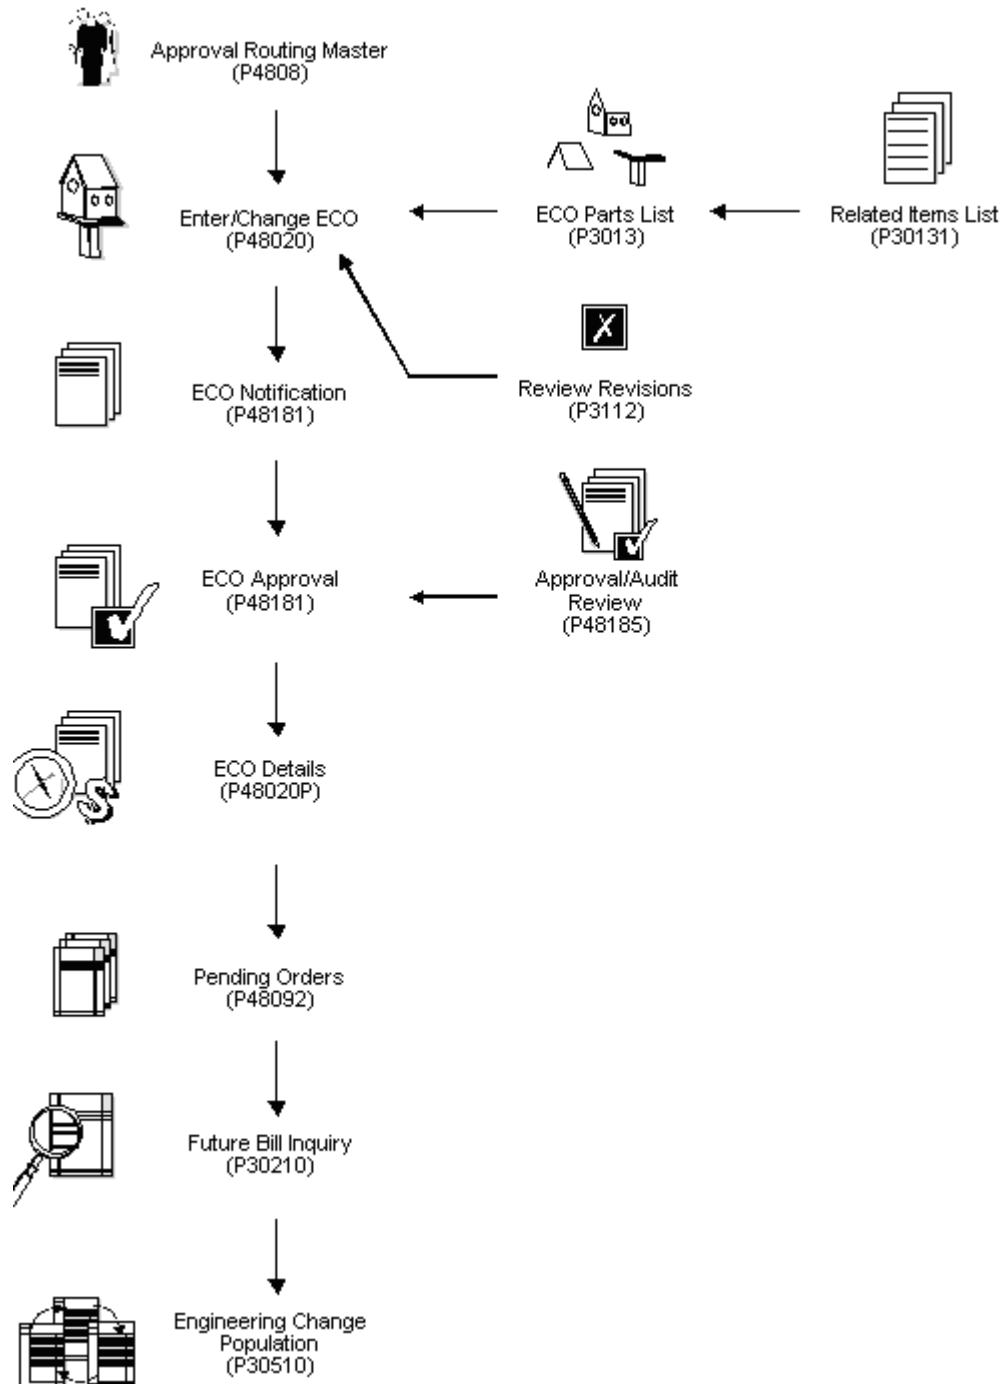 Approval Routing Master
(P4808)
Enter/Change ECO
(P48020)
ECO Parts List
(P3013)
Related Items List
(P30131)
ECO Notification
(P48181)
Review Revisions
(P3112)
ECO Approval
(P48181)
Approval/Audit
Review
(P48185)
ECO Details
(P48020P)
Pending Orders
(P48092)
Future Bill Inquiry
(P30210)
Engineering Change
Population
(P30510)